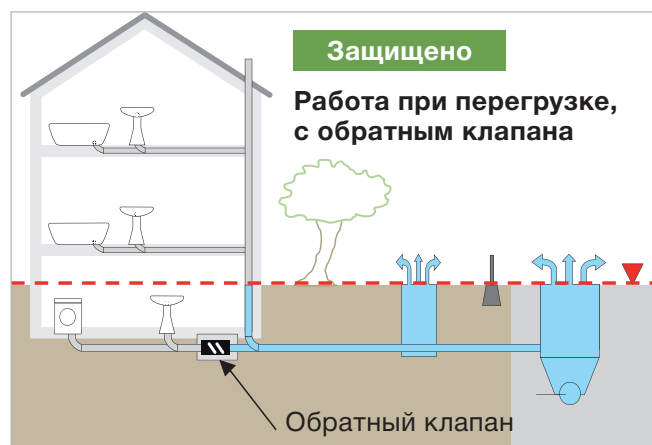 Защищено
Работа при перегрузке,
с обратным клапана
Обратный клапан